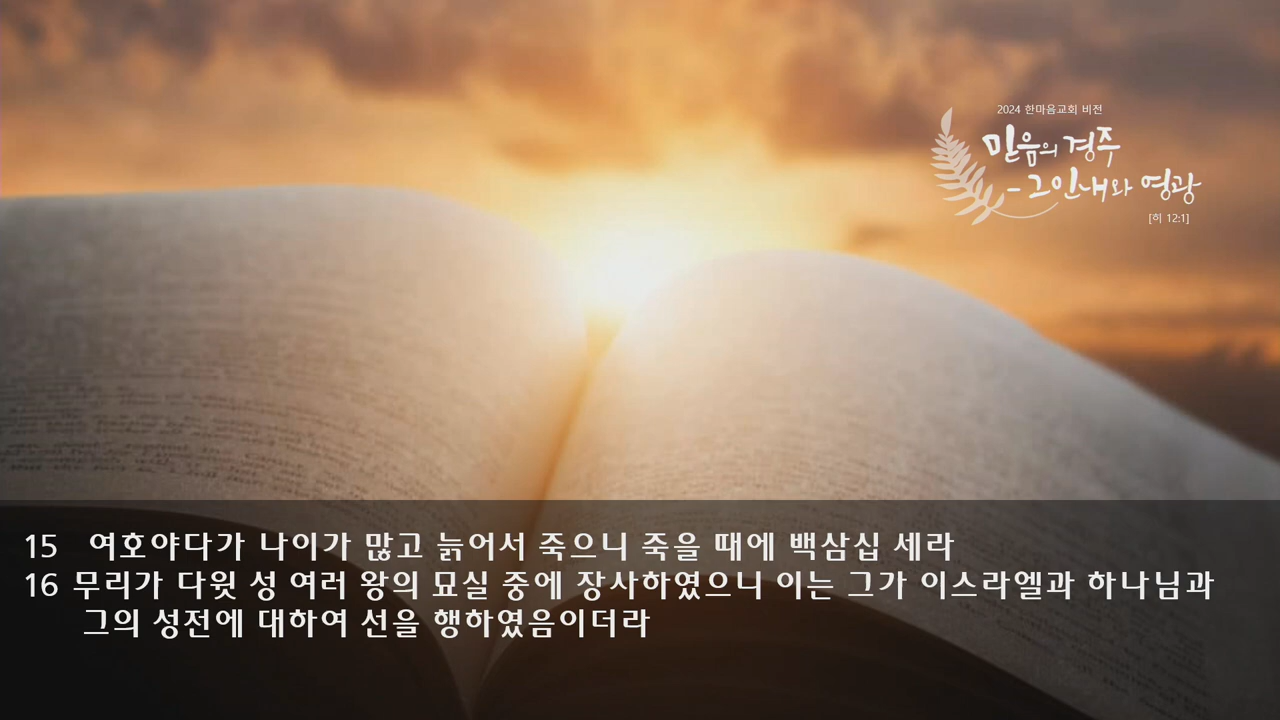 2024 한마음교회 비전
믿음의 경주
- 그 인내와 영광
[히 12:1]
15 여호야다가 나이가 많고 늙어서 죽으니 죽을 때에 백삼십 세라
16 무리가 다윗 성 여러 왕의 묘실 중에 장사하였으니 이는 그가 이스라엘과 하나님과
그의 성전에 대하여 선을 행하였음이더라